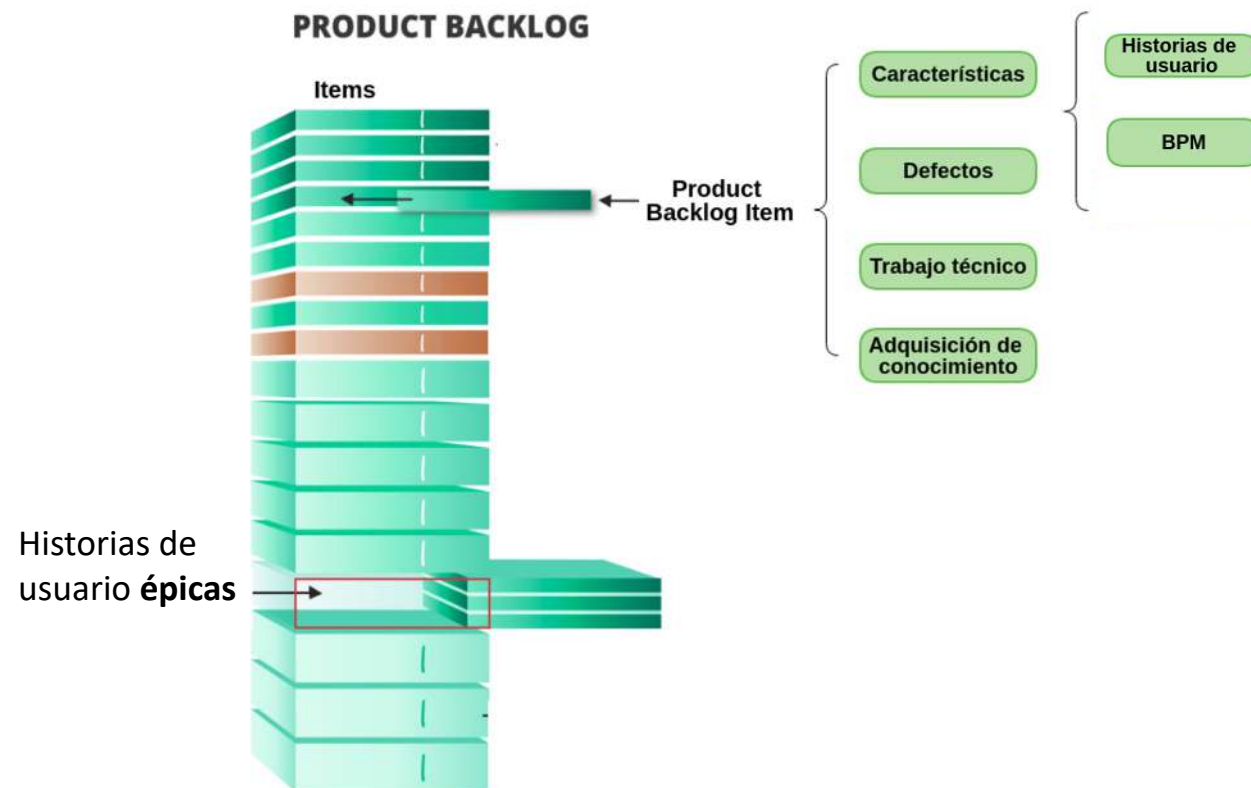 PRODUCT BACKLOG
Items
Product
Backlog Item
Características
Defectos
Trabajo técnico
Adquisición de
conocimiento
Historias de
usuario
BPM
Historias de
usuario épicas